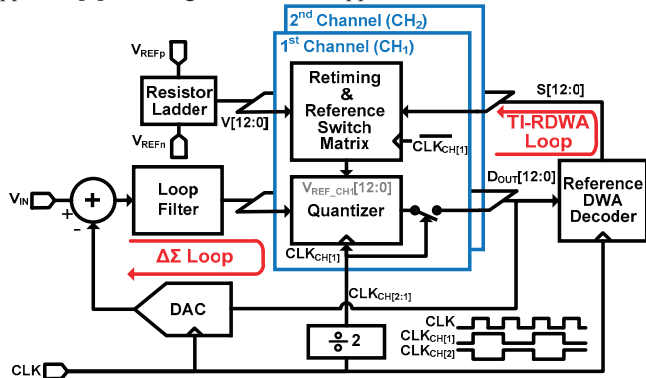 2nd Channel (CH2)
1st Channel (CH1)
VREFp
Resistor
Ladder
VREFn
V[12:0]
Retiming
&
Reference
Switch
Matrix
CLKCH[1]
S[12:0]
TI-RDWA
Loop
VIN
+
+
-
Loop
Filter
VREF_CH1[12:0]
Quantizer
CLKCH[1]
DOUT[12:0]
Reference
DWA
Decoder
ΔΣ Loop
DAC
CLKCH[2:1]
÷ 2
CLK
CLKCH[1]
CLKCH[2]
CLK